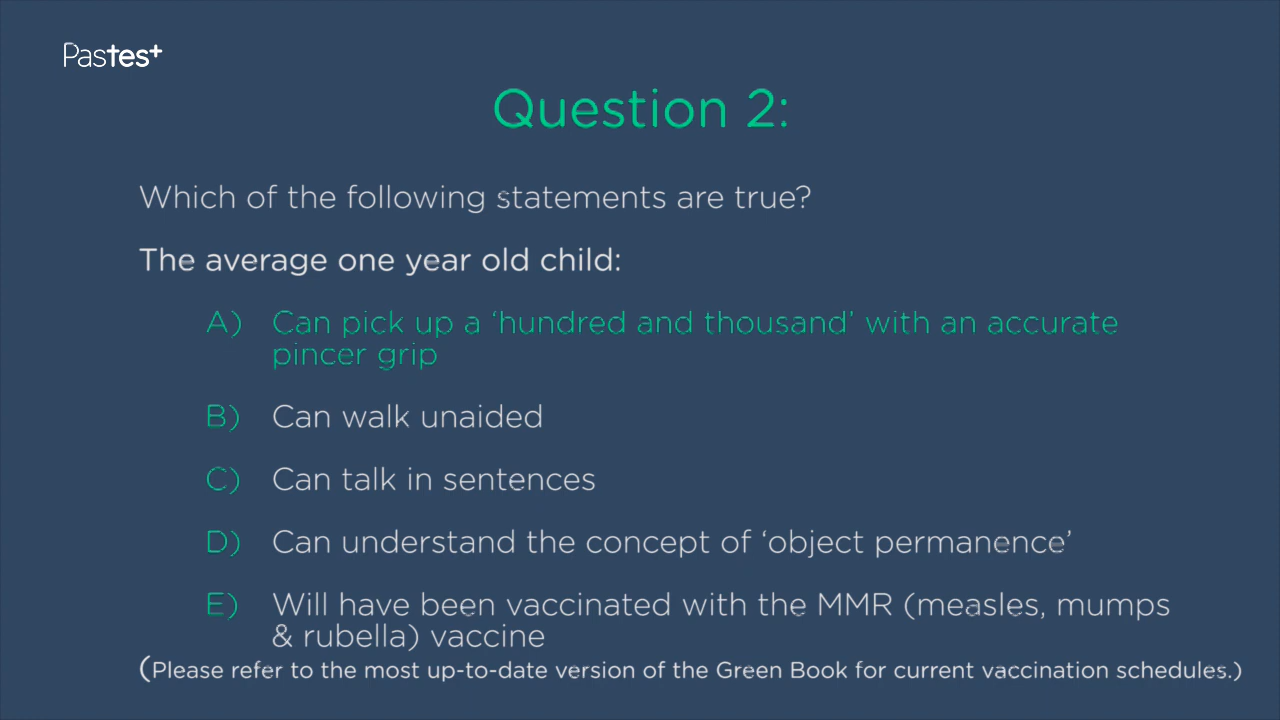 Pastest
Question 2:
Which of the following statements are true?
The average one year old child:
A) Can pick up a ‘hundred and thousand’ with an accurate
pincer grip
B) Can walk unaided
C) Can talk in sentences
D) Can understand the concept of ‘object permanence’
E) Will have been vaccinated with the MMR (measles, mumps
& rubella) vaccine
(Please refer to the most up-to-date version of the Green Book for current vaccination schedules.)